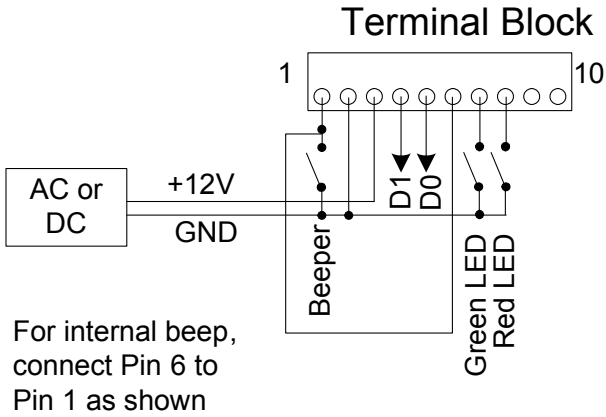 Terminal Block
1
10
AC or
DC
+12V
GND
D1
D0
Beeper
Green LED
Red LED
For internal beep,
connect Pin 6 to
Pin 1 as shown